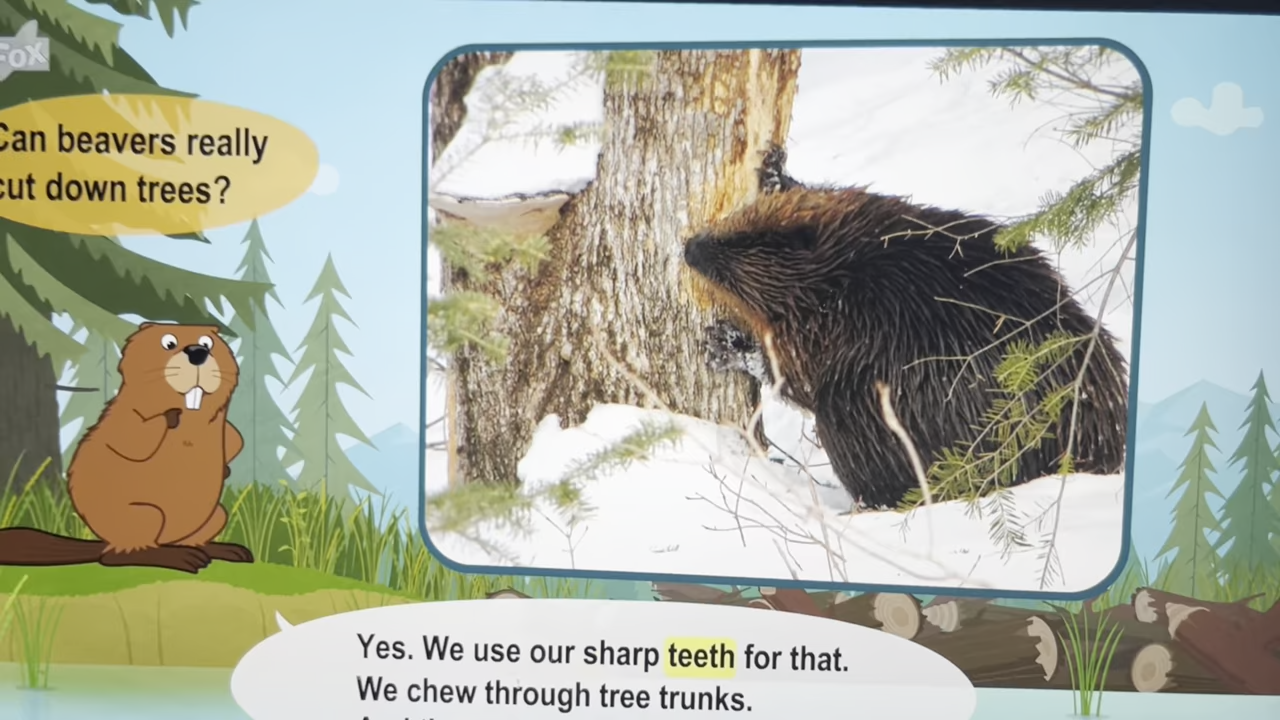 Fox
Can beavers really
cut down trees?
Yes. We use our sharp teeth for that.
We chew through tree trunks.